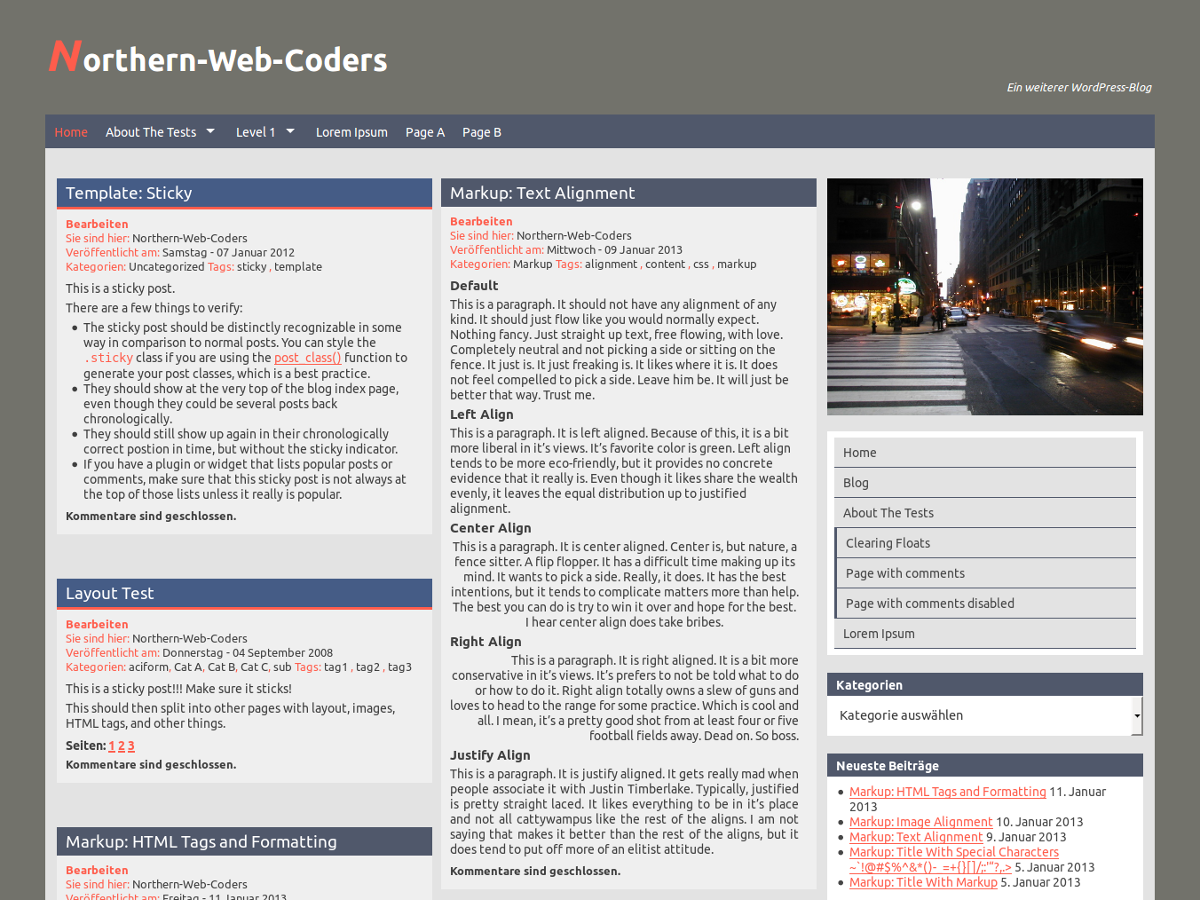 Northern-Web-Coders
Ein weiterer WordPress-Blog
Home
About The Tests
Level 1
Lorem Ipsum
Page A
Page B
Template: Sticky
Bearbeiten
Sie sind hier: Northern-Web-Coders
Veröffentlicht am: Samstag - 07 Januar 2012
Kategorien: Uncategorized Tags: sticky , template
This is a sticky post.
There are a few things to verify:
• The sticky post should be distinctly recognizable in some
way in comparison to normal posts. You can style the
.sticky class if you are using the post_class() function to
generate your post classes, which is a best practice.
• They should show at the very top of the blog index page,
even though they could be several posts back
chronologically.
• They should still show up again in their chronologically
correct postion in time, but without the sticky indicator.
• If you have a plugin or widget that lists popular posts or
comments, make sure that this sticky post is not always at
the top of those lists unless it really is popular.
Kommentare sind geschlossen.
Layout Test
Bearbeiten
Sie sind hier: Northern-Web-Coders
Veröffentlicht am: Donnerstag - 04 September 2008
Kategorien: aciform, Cat A, Cat B, Cat C, sub Tags: tag1 , tag2 , tag3
This is a sticky post!!! Make sure it sticks!
This should then split into other pages with layout, images,
HTML tags, and other things.
Seiten: 1 2 3
Kommentare sind geschlossen.
Markup: HTML Tags and Formatting
Bearbeiten
Sie sind hier: Northern-Web-Coders
Veröffentlicht am: Freitag - 11 Januar 2013
Markup: Text Alignment
Bearbeiten
Sie sind hier: Northern-Web-Coders
Veröffentlicht am: Mittwoch - 09 Januar 2013
Kategorien: Markup Tags: alignment , content , css , markup
Default
This is a paragraph. It should not have any alignment of any
kind. It should just flow like you would normally expect.
Nothing fancy. Just straight up text, free flowing, with love.
Completely neutral and not picking a side or sitting on the
fence. It just is. It just freaking is. It likes where it is. It does
not feel compelled to pick a side. Leave him be. It will just be
better that way. Trust me.
Left Align
This is a paragraph. It is left aligned. Because of this, it is a bit
more liberal in it's views. It's favorite color is green. Left align
tends to be more eco-friendly, but it provides no concrete
evidence that it really is. Even though it likes share the wealth
evenly, it leaves the equal distribution up to justified
alignment.
Center Align
This is a paragraph. It is center aligned. Center is, but nature, a
fence sitter. A flip flopper. It has a difficult time making up its
mind. It wants to pick a side. Really, it does. It has the best
intentions, but it tends to complicate matters more than help.
The best you can do is try to win it over and hope for the best.
I hear center align does take bribes.
Right Align
This is a paragraph. It is right aligned. It is a bit more
conservative in it's views. It's prefers to not be told what to do
or how to do it. Right align totally owns a slew of guns and
loves to head to the range for some practice. Which is cool and
all. I mean, it's a pretty good shot from at least four or five
football fields away. Dead on. So boss.
Justify Align
This is a paragraph. It is justify aligned. It gets really mad when
people associate it with Justin Timberlake. Typically, justified
is pretty straight laced. It likes everything to be in it's place
and not all cattywampus like the rest of the aligns. I am not
saying that makes it better than the rest of the aligns, but it
does tend to put off more of an elitist attitude.
Kommentare sind geschlossen.
Home
Blog
About The Tests
Clearing Floats
Page with comments
Page with comments disabled
Lorem Ipsum
Kategorien
Kategorie auswählen
Neueste Beiträge
• Markup: HTML Tags and Formatting 11. Januar
2013
• Markup: Image Alignment 10. Januar 2013
• Markup: Text Alignment 9. Januar 2013
• Markup: Title With Special Characters
~`!@#$%^&*()-_=+{}[]/;:'"?,.> 5. Januar 2013
• Markup: Title With Markup 5. Januar 2013